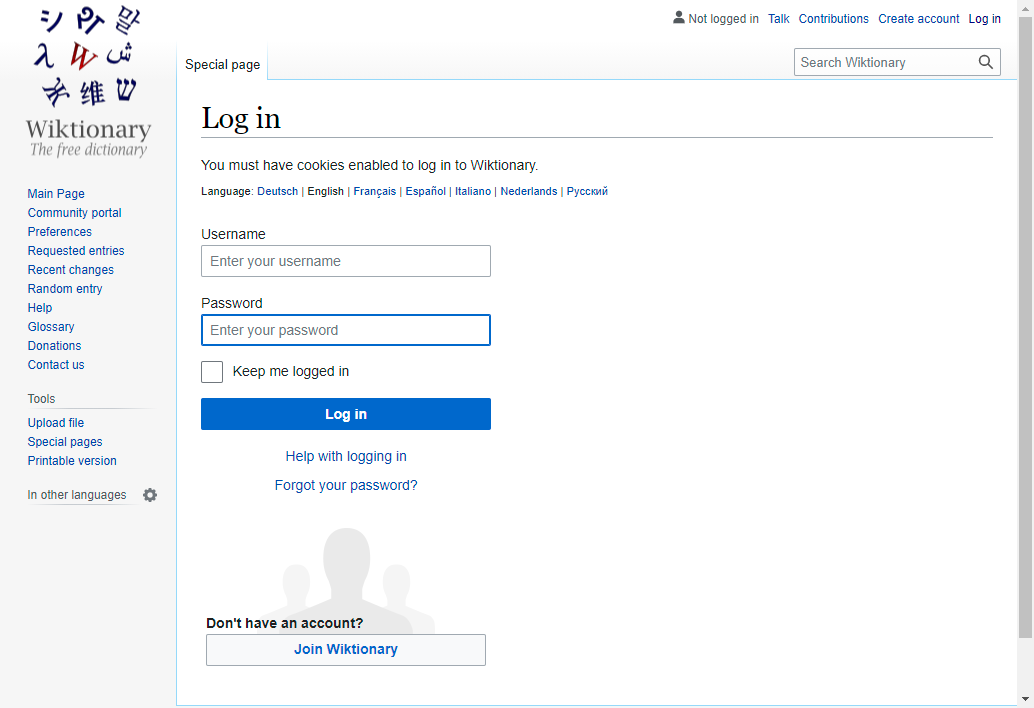 シ Wi 말
λ W ش
维 ש
Wiktionary
The free dictionary
Not logged in Talk Contributions Create account Log in
Special page
Search Wiktionary
Log in
You must have cookies enabled to log in to Wiktionary.
Language: Deutsch | English | Français | Español | Italiano | Nederlands | Русский
Username
Enter your username
Password
Enter your password
Keep me logged in
Log in
Help with logging in
Forgot your password?
Don't have an account?
Join Wiktionary
Main Page
Community portal
Preferences
Requested entries
Recent changes
Random entry
Help
Glossary
Donations
Contact us
Tools
Upload file
Special pages
Printable version
In other languages